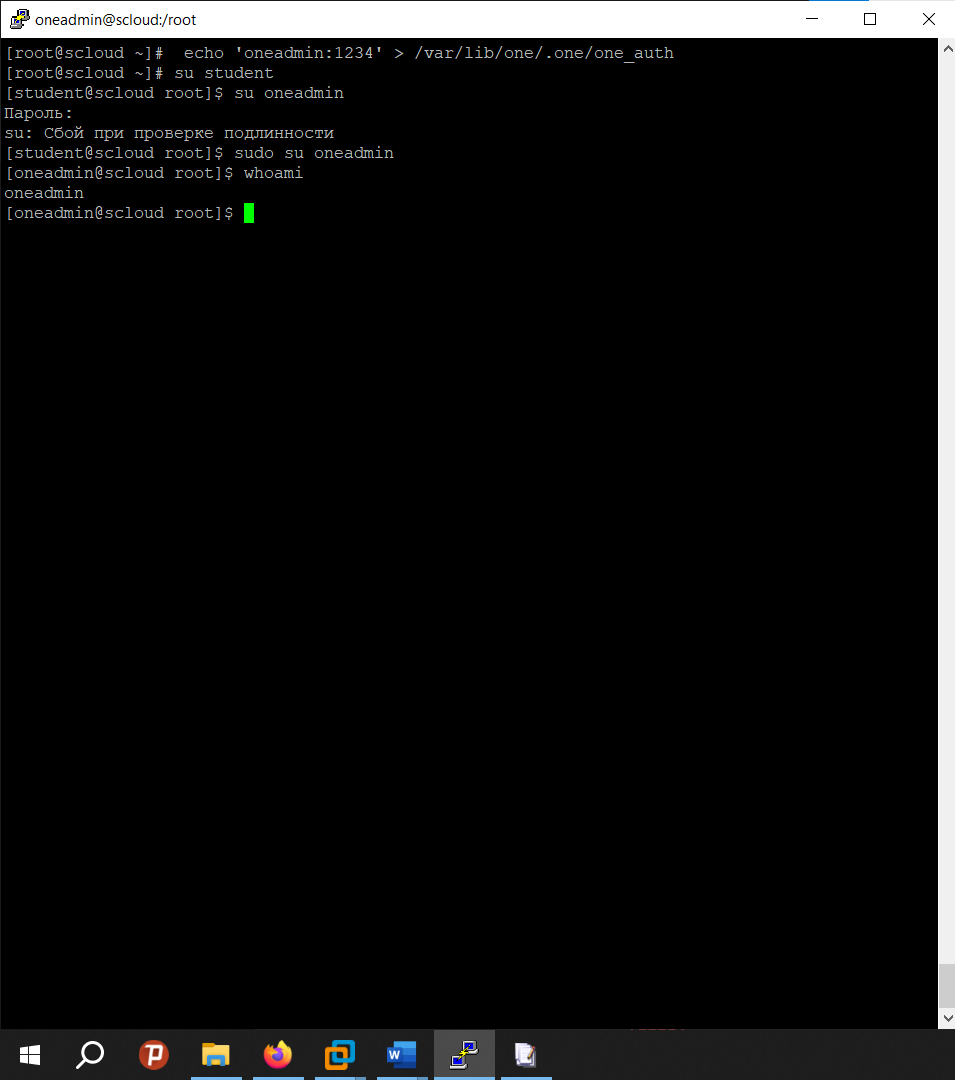 oneadmin@scloud:/root
[root@scloud ~]#  echo 'oneadmin:1234' > /var/lib/one/.one/one_auth
[root@scloud ~]# su student
[student@scloud root]$ su oneadmin
Пароль:
su: Сбой при проверке подлинности
[student@scloud root]$ sudo su oneadmin
[oneadmin@scloud root]$ whoami
oneadmin
[oneadmin@scloud root]$